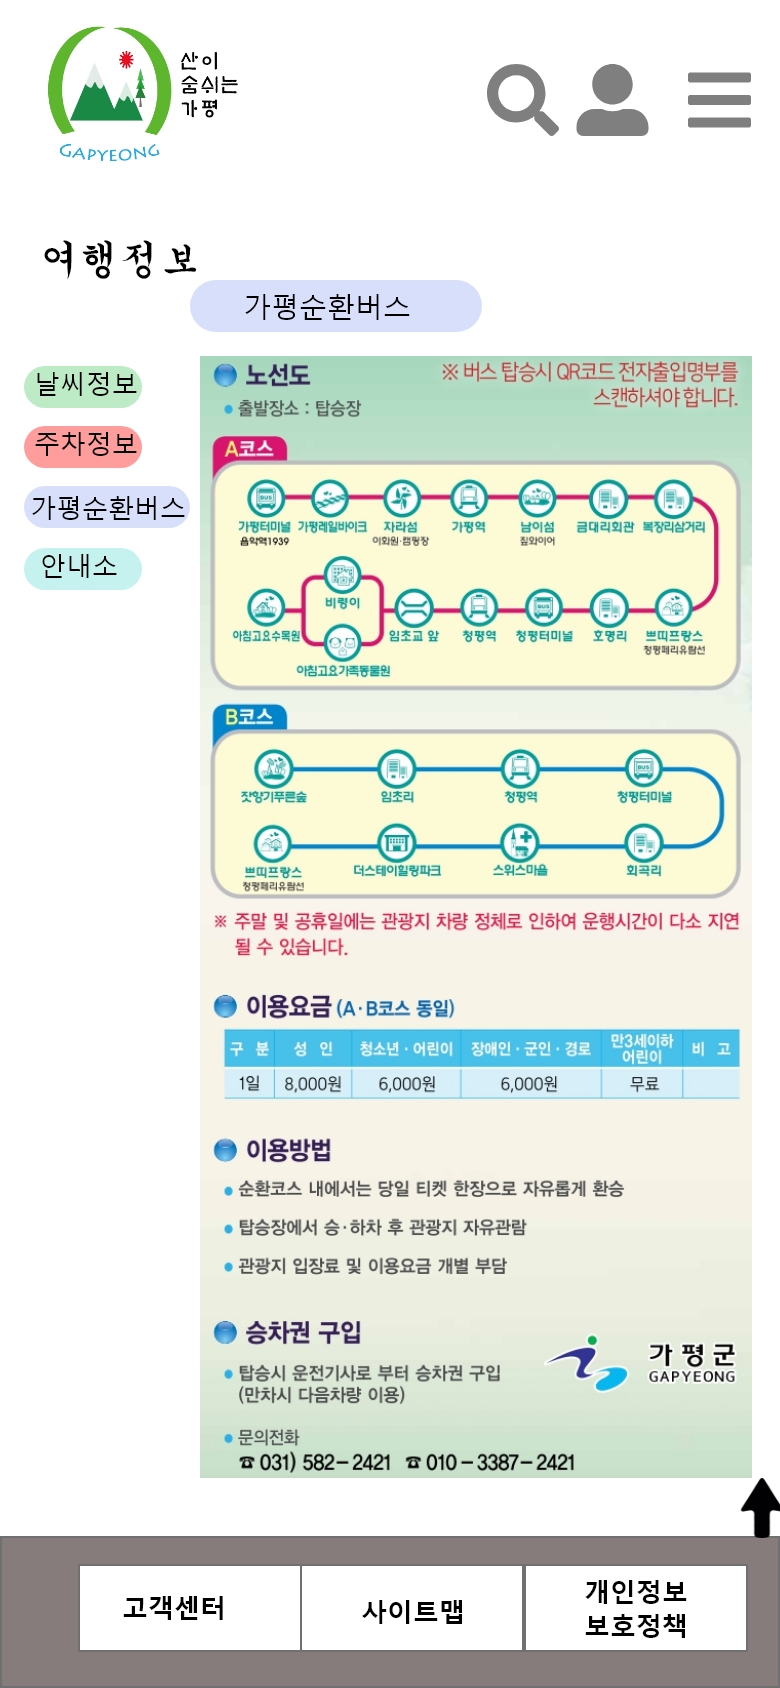 산이
숨쉬는
가평
GAPYEONG
여행정보
가평순환버스
날씨정보
주차정보
가평순환버스
안내소
노선도
※ 버스 탑승시 QR코드 전자출입명부를
스캔하셔야 합니다.
출발장소 : 탑승장
A코스
가평터미널 가평레일바이크 자라섬 가평역 남이섬 금대리회관 복장리삼거리
음악역1939 이화원·캠핑장 짚와이어
비령이
아침고요수목원 임초교 앞 청평역 청평터미널 호명리 쁘띠프랑스
청평페리유람선
아침고요가족동물원
B코스
잣향기푸른숲 임초리 청평역 청평터미널
쁘띠프랑스 더스테이힐링파크 스위스마을 회곡리
청평페리유람선
※ 주말 및 공휴일에는 관광지 차량 정체로 인하여 운행시간이 다소 지연
될 수 있습니다.
이용요금 (A·B코스 동일)
구 분 성 인 청소년·어린이 장애인·군인·경로 만3세이하 어린이 비 고
1일 8,000원 6,000원 6,000원 무료
이용방법
순환코스 내에서는 당일 티켓 한장으로 자유롭게 환승
탑승장에서 승·하차 후 관광지 자유관람
관광지 입장료 및 이용요금 개별 부담
승차권 구입
탑승시 운전기사로 부터 승차권 구입
(만차시 다음차량 이용)
가평군
GAPYEONG
문의전화
☎ 031) 582-2421 ☎ 010-3387-2421
고객센터
사이트맵
개인정보
보호정책